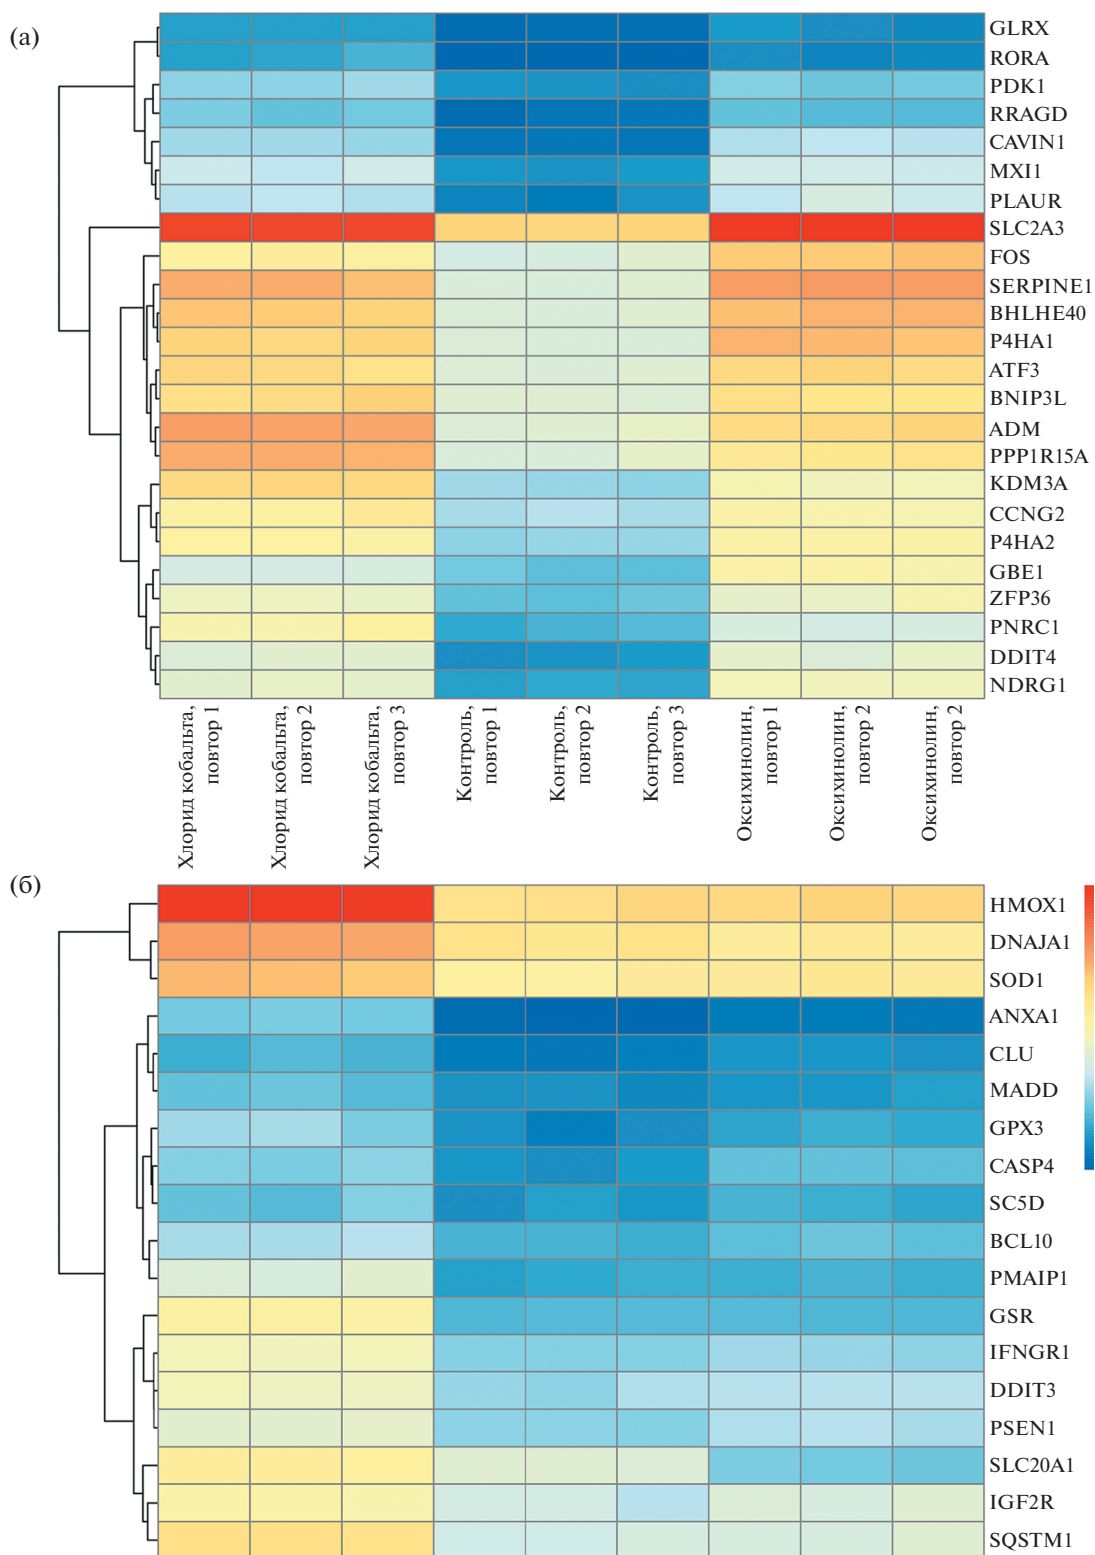 (а)
GLRX
RORA
PDK1
RRAGD
CAVIN1
MXI1
PLAUR
SLC2A3
FOS
SERPINE1
BHLHE40
P4HA1
ATF3
BNIP3L
ADM
PPP1R15A
KDM3A
CCNG2
P4HA2
GBE1
ZFP36
PNRC1
DDIT4
NDRG1
Хлорид кобальта,
повтор 1
Хлорид кобальта,
повтор 2
Хлорид кобальта,
повтор 3
Контроль,
повтор 1
Контроль,
повтор 2
Контроль,
повтор 3
Оксихинолин,
повтор 1
Оксихинолин,
повтор 2
Оксихинолин,
повтор 2
(б)
HMOX1
DNAJA1
SOD1
ANXA1
CLU
MADD
GPX3
CASP4
SC5D
BCL10
PMAIP1
GSR
IFNGR1
DDIT3
PSEN1
SLC20A1
IGF2R
SQSTM1